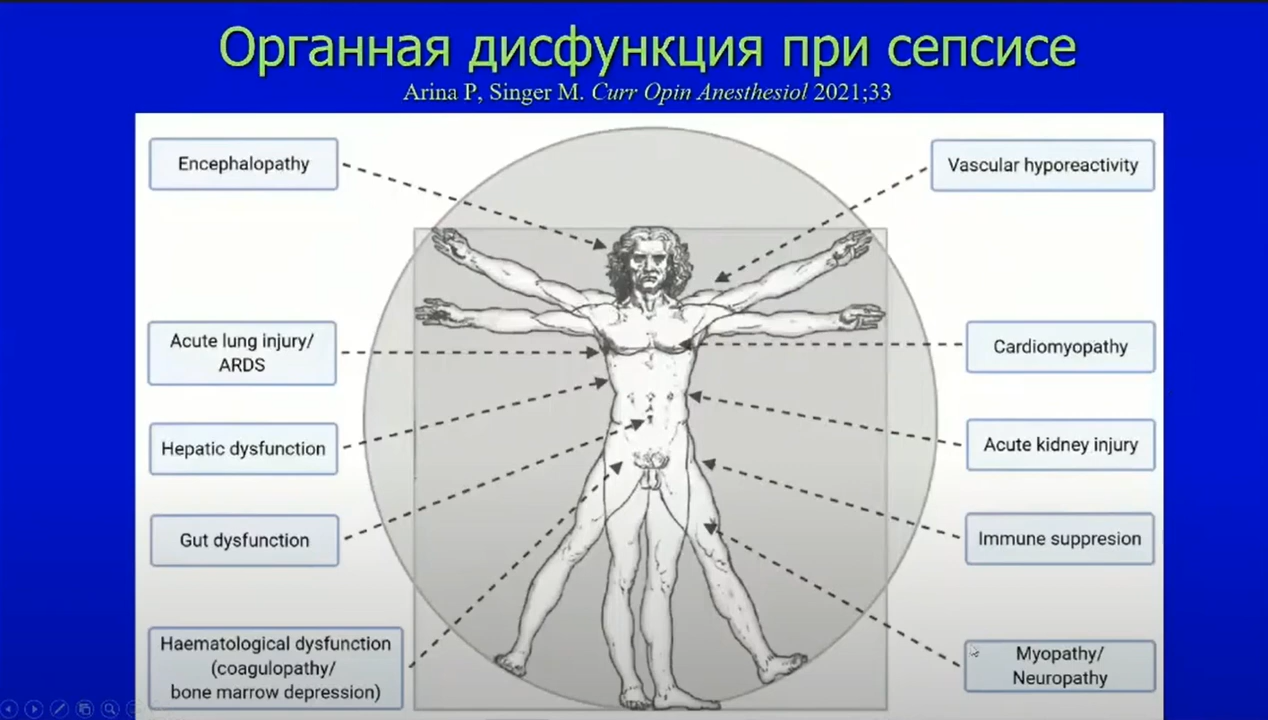 Органная дисфункция при сепсисе
Arina P, Singer M. Curr Opin Anesthesiol 2021;33
Encephalopathy
Vascular hyporeactivity
Acute lung injury/
ARDS
Cardiomyopathy
Hepatic dysfunction
Acute kidney injury
Gut dysfunction
Immune suppresion
Haematological dysfunction
(coagulopathy/
bone marrow depression)
Myopathy/
Neuropathy